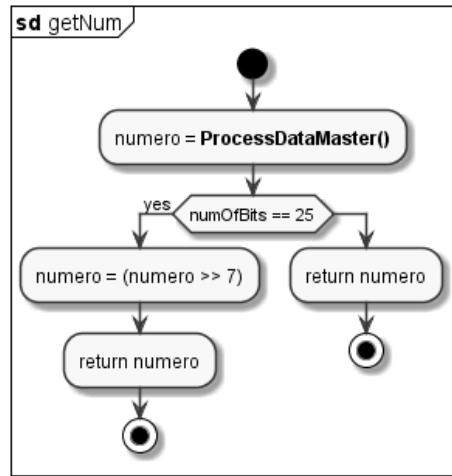 sd getNum
numero = ProcessDataMaster()
yes
numOfBits == 25
numero = (numero >> 7)
return numero
return numero